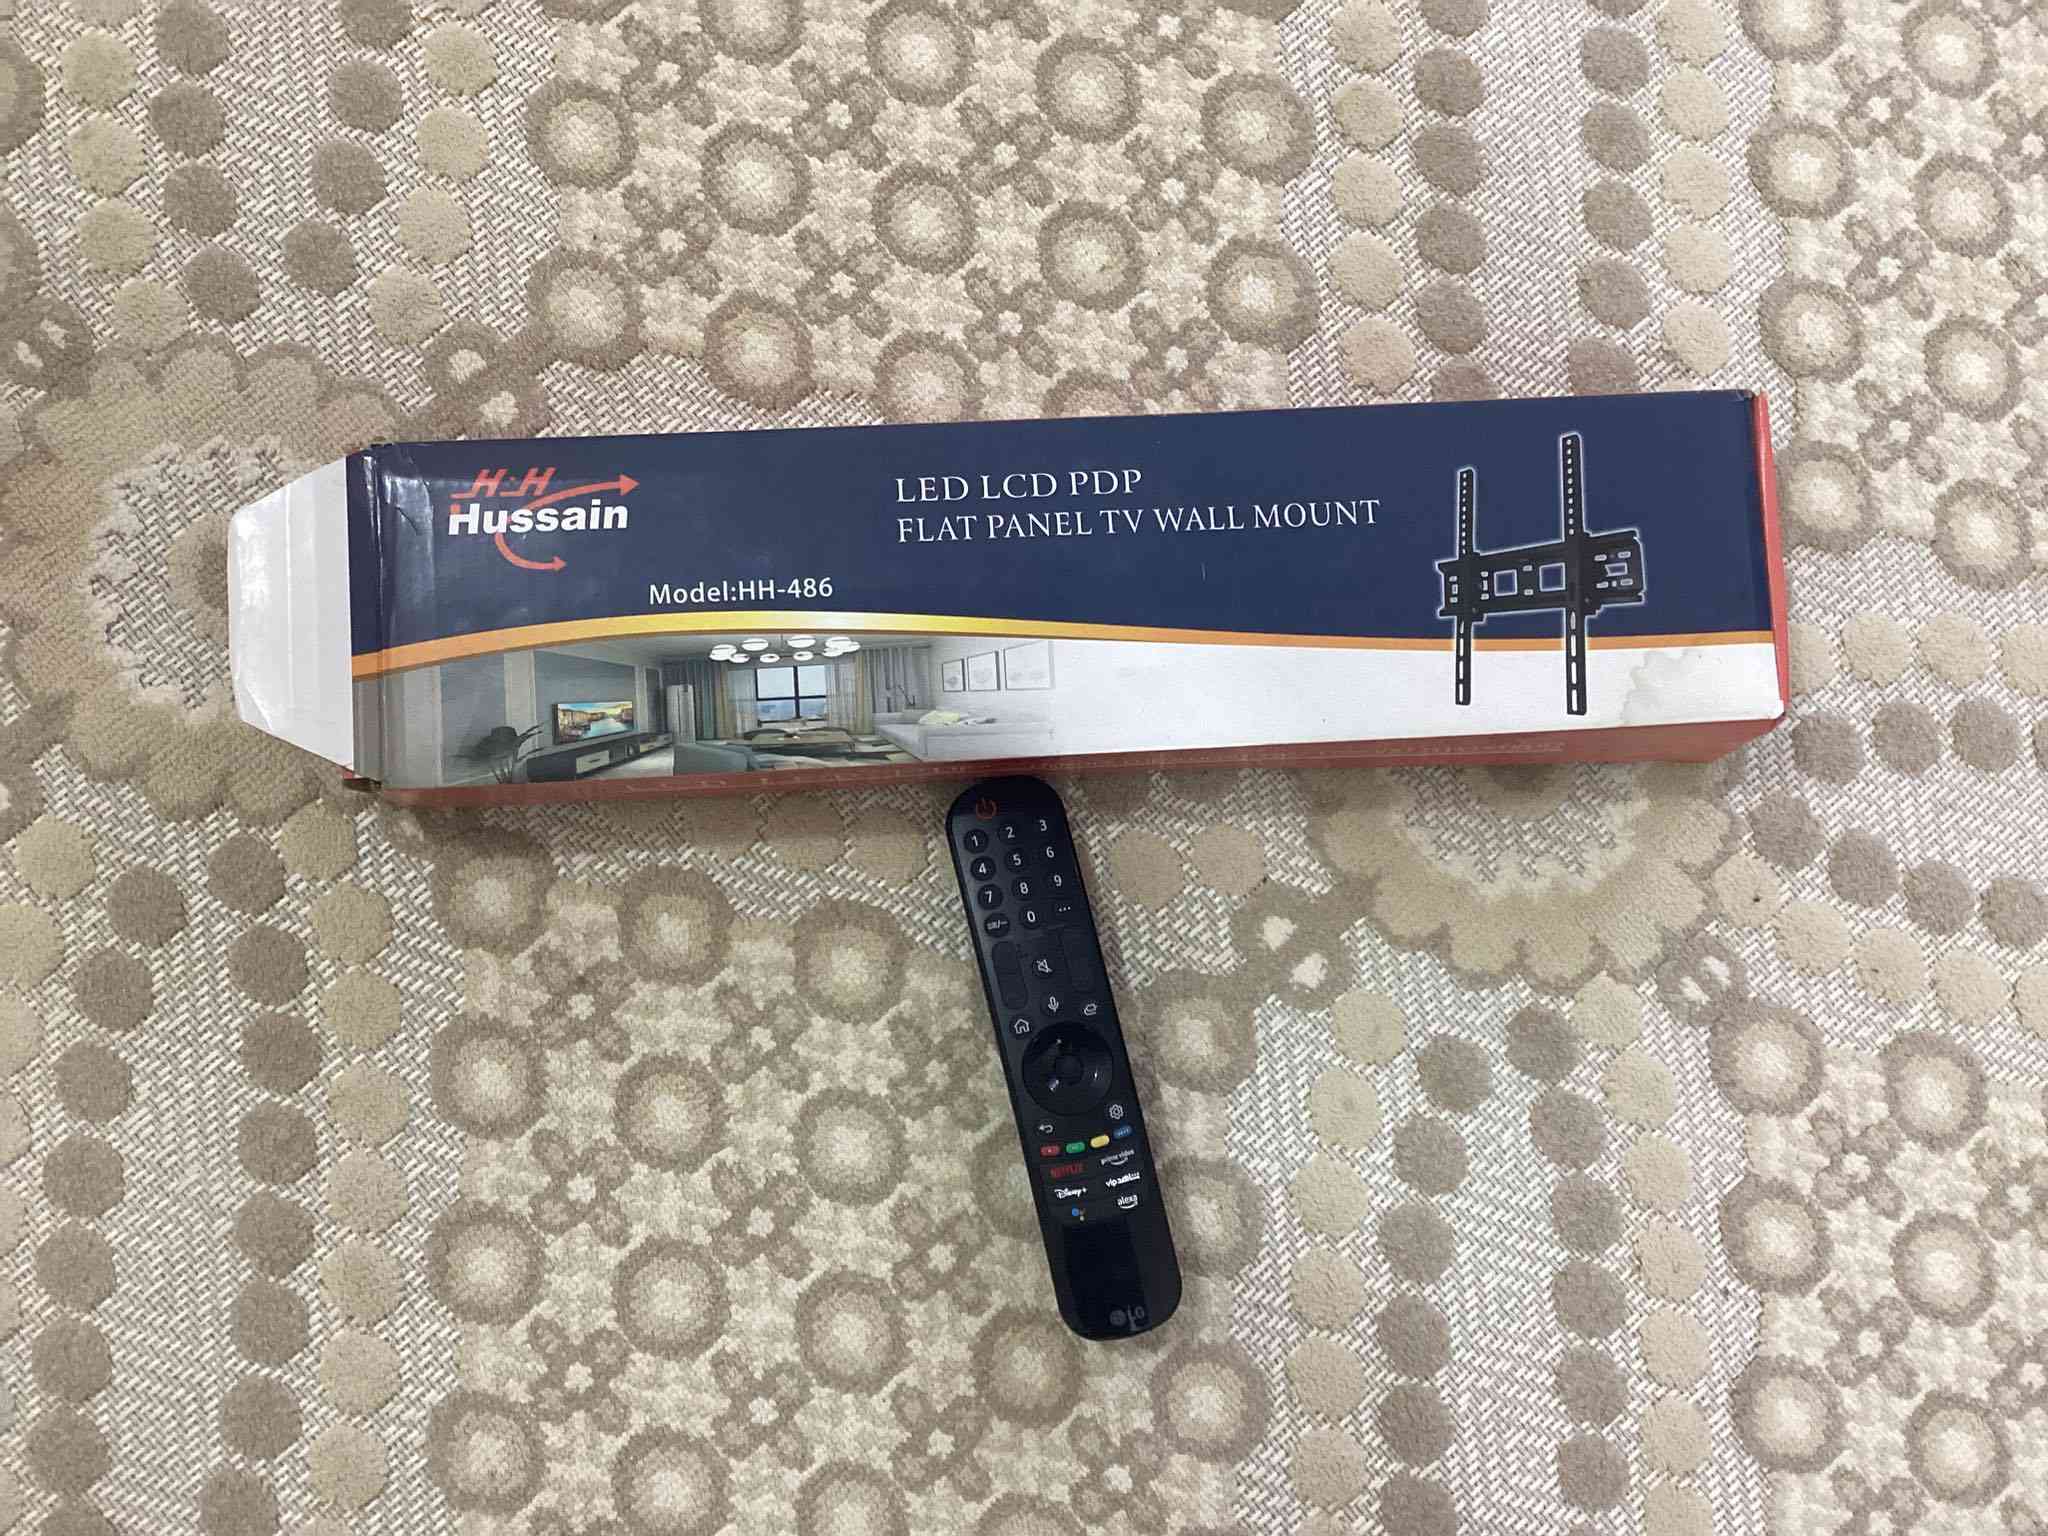 H·H
Hussain
LED LCD PDP
FLAT PANEL TV WALL MOUNT
Model:HH-486
1 2 3
4 5 6
7 8 9
0 ...
NETFLIX prime video
Disney+ vip
alexa
LG